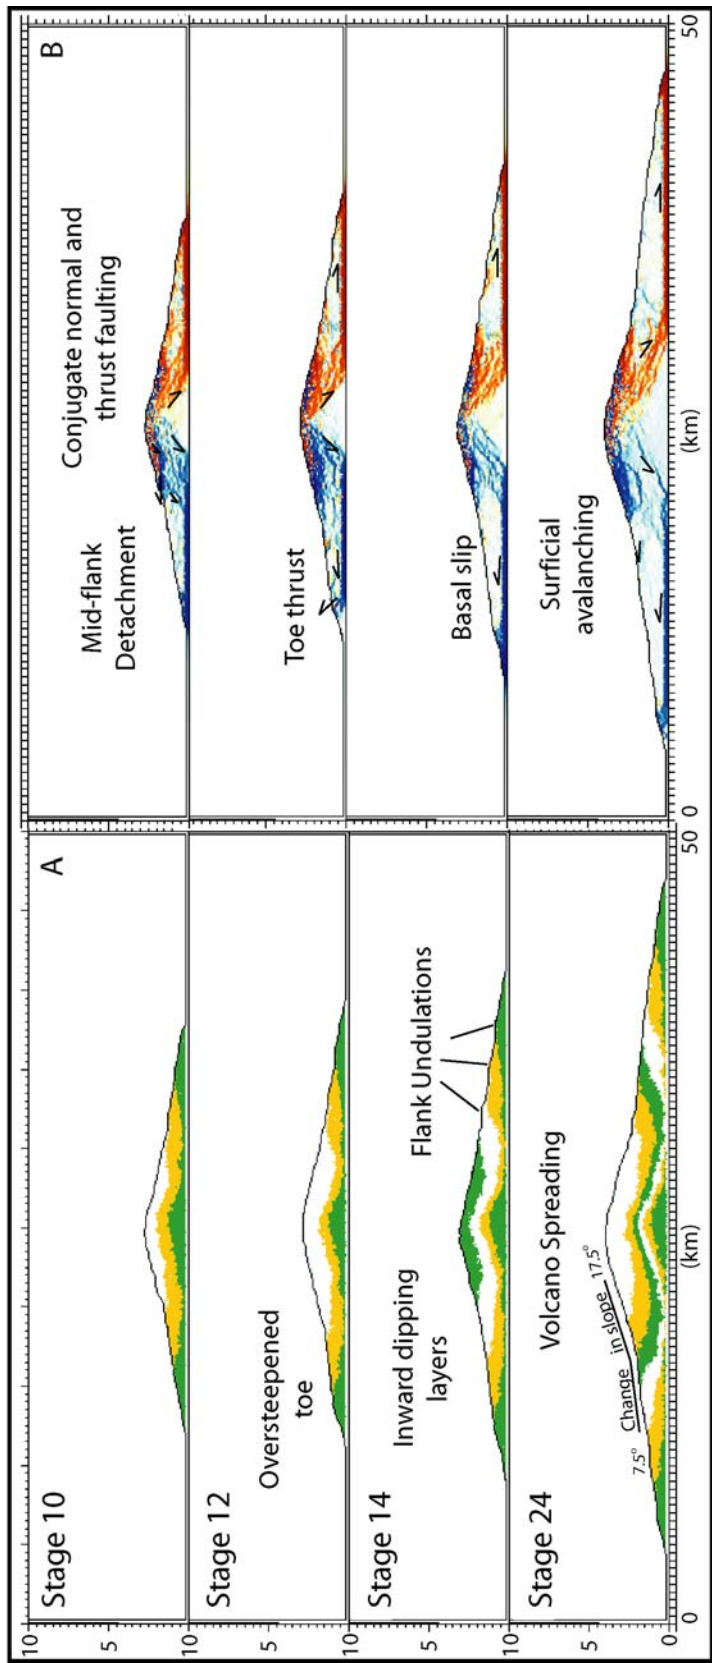 A
Stage 10
10
5
Stage 12
Oversteepened
toe
10
5
Stage 14
Inward dipping
layers
Flank Undulations
10
5
Stage 24
Volcano Spreading
7.5°
Change in slope
17.5°
10
5
0
0
(km)
50
B
Mid-flank
Detachment
Conjugate normal and
thrust faulting
Toe thrust
Basal slip
Surficial
avalanching
0
(km)
50